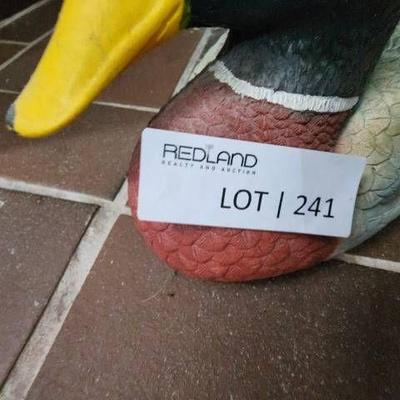 REDLAND
REALTY AND AUCTION
LOT | 241